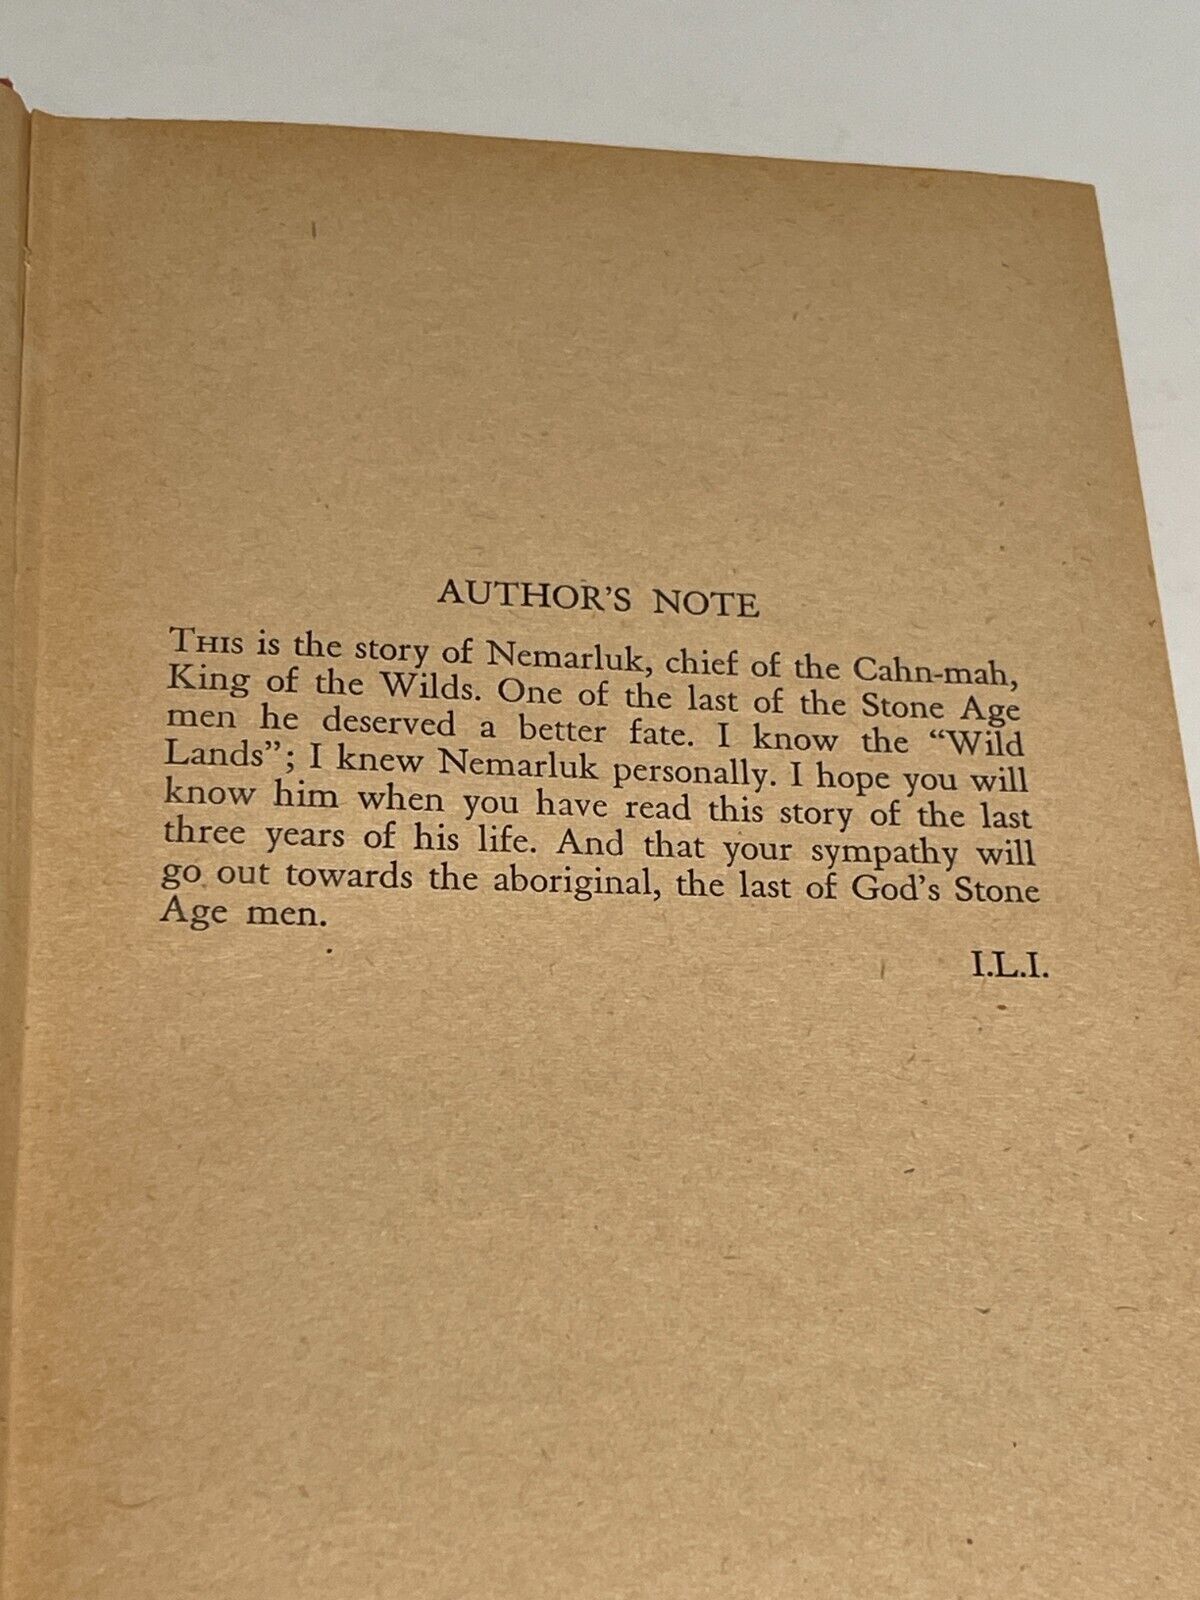 AUTHOR'S NOTE
THIS is the story of Nemarluk, chief of the Cahn-mah,
King of the Wilds. One of the last of the Stone Age
men he deserved a better fate. I know the “Wild
Lands”; I knew Nemarluk personally. I hope you will
know him when you have read this story of the last
three years of his life. And that your sympathy will
go out towards the aboriginal, the last of God's Stone
Age men.
I.L.I.